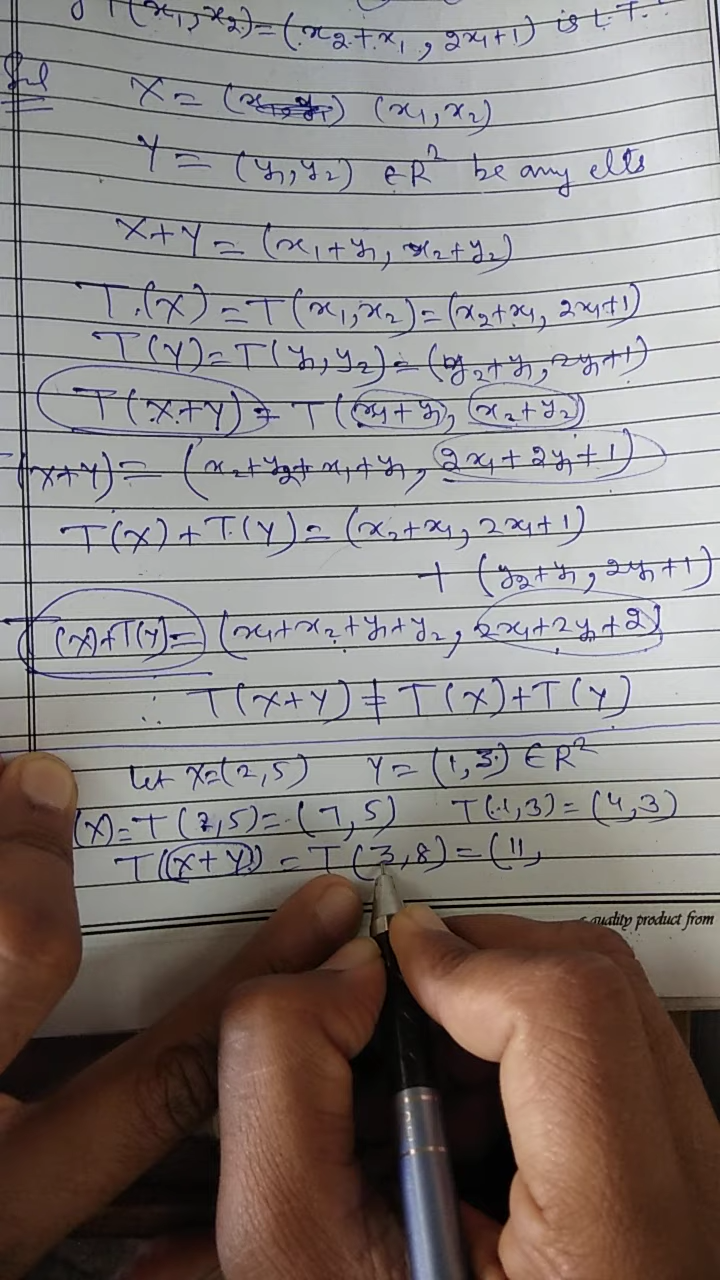 T(x₁,x₂)=(x₂+x₁, 2x₁+1) is L.T.
Sol
X = (x₁,x₂)
Y = (y₁,y₂) ∈R² be any elts
X+Y = (x₁+y₁, x₂+y₂)
T(X) = T(x₁,x₂)=(x₂+x₁, 2x₁+1)
T(Y)=T(y₁,y₂)=(y₂+y₁, 2y₁+1)
T(X+Y) = T(x₁+y₁, x₂+y₂)
(X+Y)= (x₂+y₂+x₁+y₁, 2x₁+2y₁+1)
T(X)+T(Y)=(x₂+x₁, 2x₁+1)
+ (y₂+y₁, 2y₁+1)
T(X)+T(Y)= (x₁+x₂+y₁+y₂, 2x₁+2y₁+2)
∴ T(X+Y) ≠ T(X)+T(Y)
let X=(2,5) Y=(1,3) ∈R²
(X)=T(2,5)=(7,5) T(1,3)=(4,3)
T(X+Y) = T(3,8)=(11,
quality product from